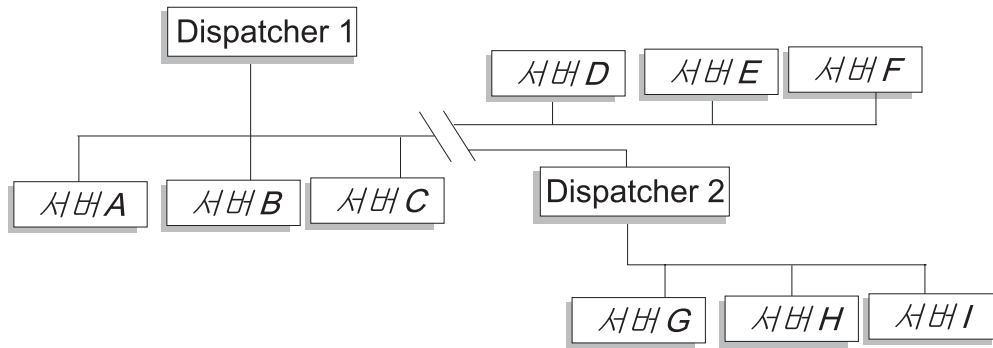 Dispatcher 1
서버 D
서버 E
서버 F
서버 A
서버 B
서버 C
Dispatcher 2
서버 G
서버 H
서버 I